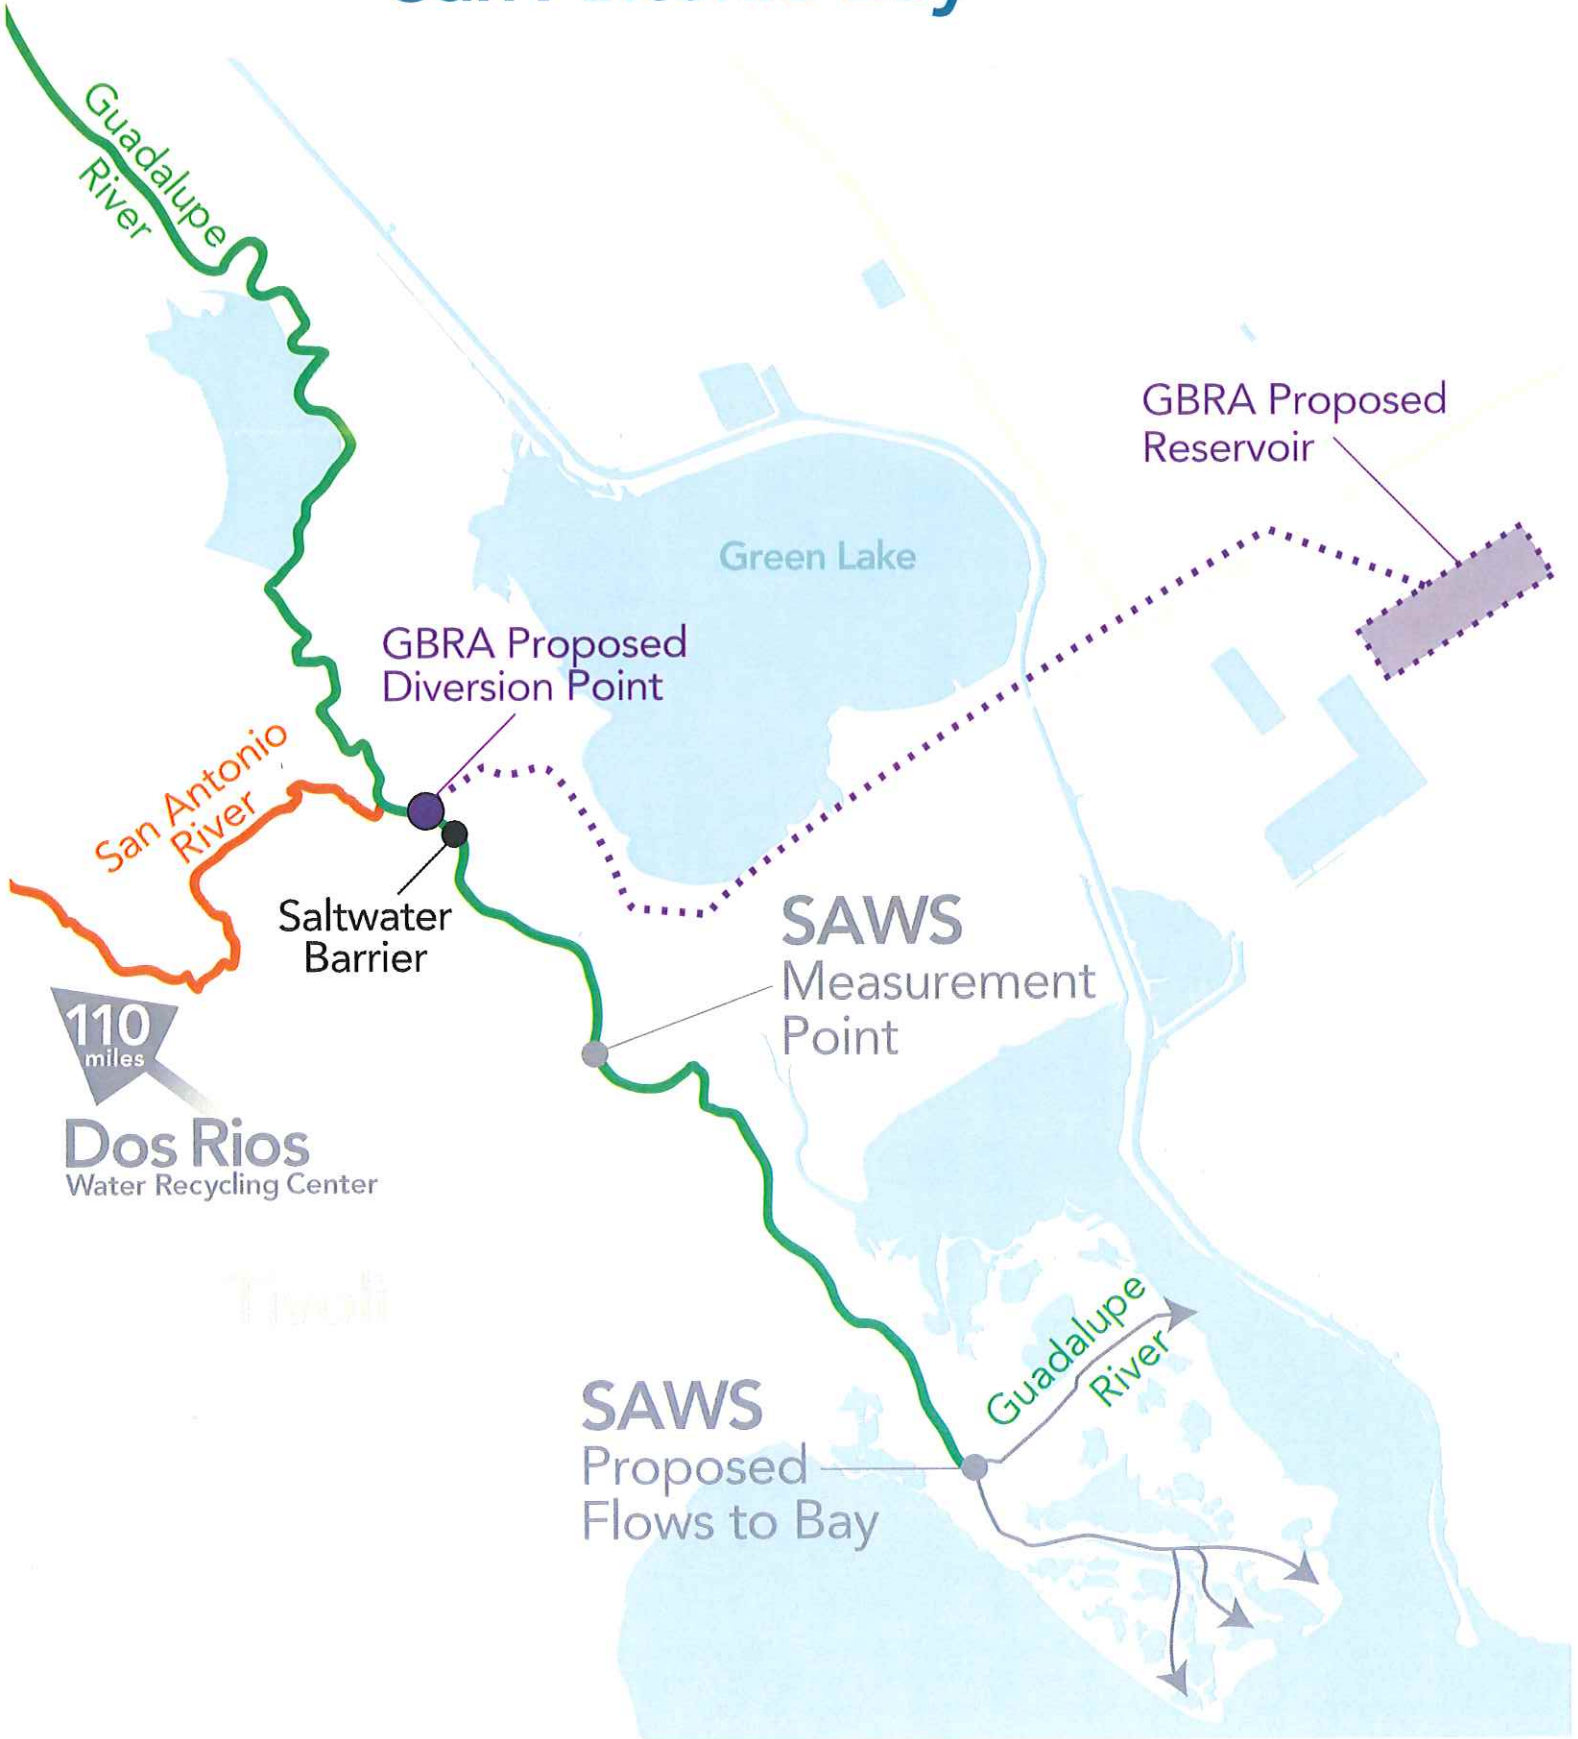 Guadalupe
River
GBRA Proposed
Reservoir
Green Lake
GBRA Proposed
Diversion Point
San Antonio
River
Saltwater
Barrier
SAWS
Measurement
Point
110
miles
Dos Rios
Water Recycling Center
Guadalupe
River
SAWS
Proposed
Flows to Bay